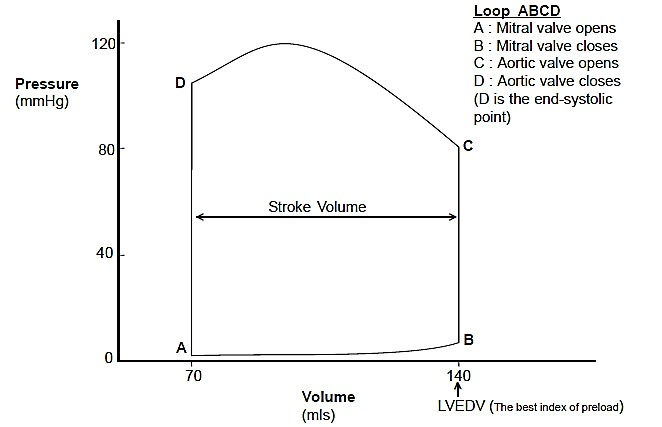 Loop ABCD
A : Mitral valve opens
B : Mitral valve closes
C : Aortic valve opens
D : Aortic valve closes
(D is the end-systolic
point)
120
Pressure
(mmHg)
D
80
C
Stroke Volume
40
A
B
0
70
140
Volume
(mls)
LVEDV (The best index of preload)